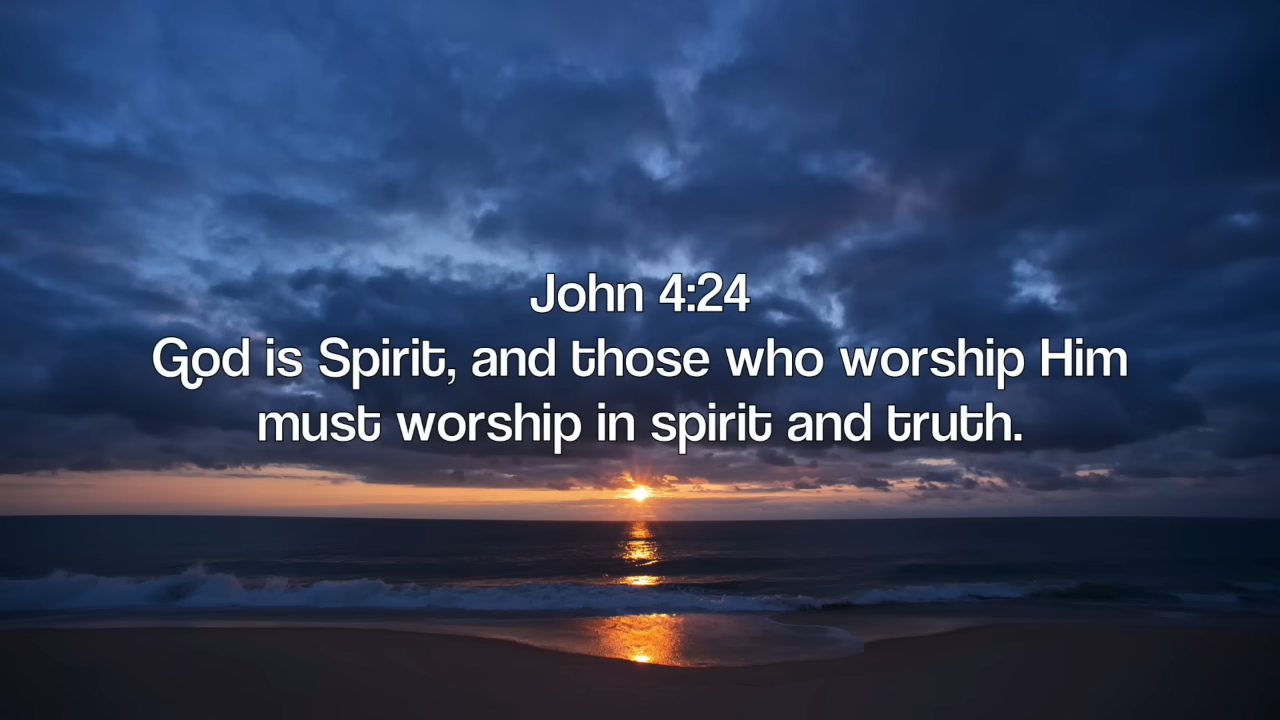 John 4:24
God is Spirit, and those who worship Him
must worship in spirit and truth.